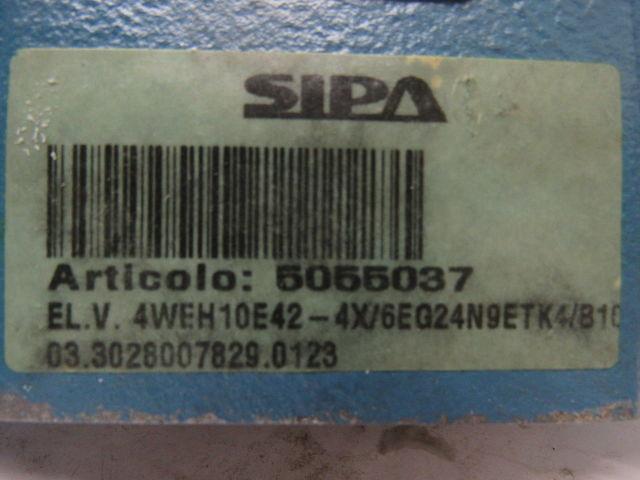 SIPA
Articolo: 5055037
EL.V. 4WEH10E42-4X/6EG24N9ETK4/B10
03.3028007829.0123